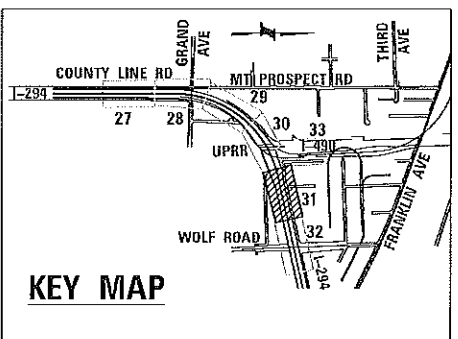 GRAND AVE
THIRD AVE
COUNTY LINE RD
MT PROSPECT RD
I-294
29
27
28
30
33
I-490
UPRR
31
FRANKLIN AVE
32
WOLF ROAD
I-294
KEY MAP